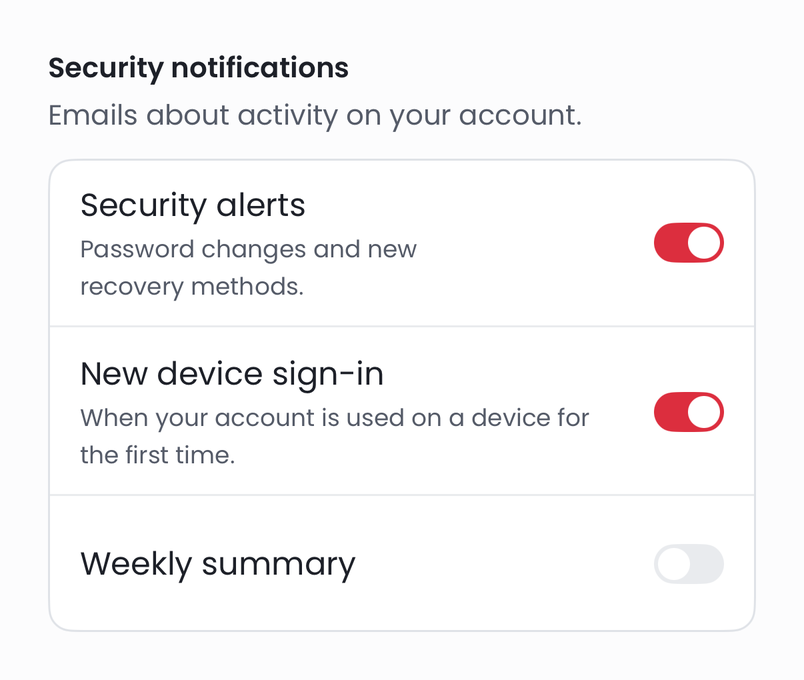 Security notifications
Emails about activity on your account.
Security alerts
Password changes and new
recovery methods.
New device sign-in
When your account is used on a device for
the first time.
Weekly summary